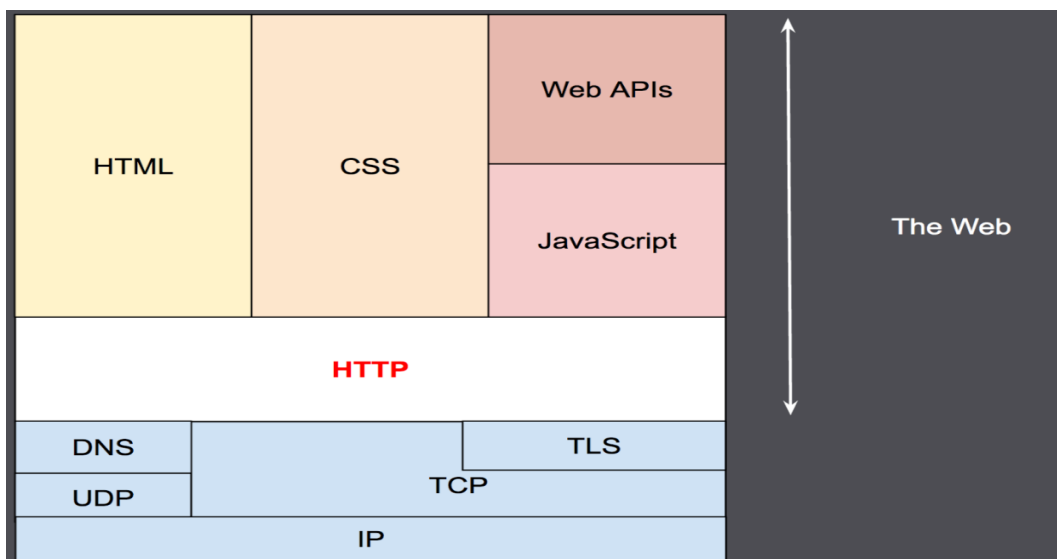 Web APIs
HTML
CSS
JavaScript
The Web
HTTP
DNS
TLS
UDP
TCP
IP